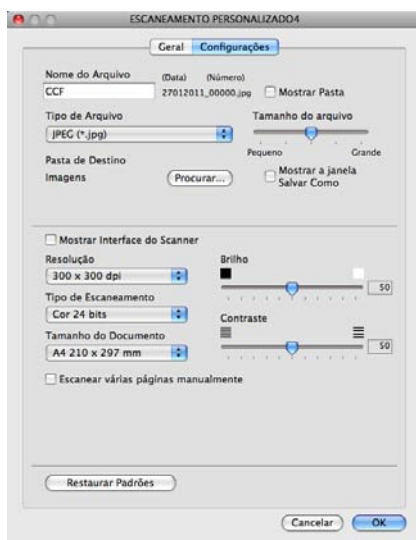 ESCANEAMENTO PERSONALIZADO4
Geral Configurações
Nome do Arquivo (Data) (Número)
CCF 27012011_00000.jpg Mostrar Pasta
Tipo de Arquivo Tamanho do arquivo
JPEG (*.jpg)
Pequeno Grande
Pasta de Destino
Imagens Procurar... Mostrar a janela
Salvar Como
Mostrar Interface do Scanner
Resolução Brilho
300 x 300 dpi 50
Tipo de Escaneamento
Cor 24 bits Contraste
Tamanho do Documento
A4 210 x 297 mm 50
Escanear várias páginas manualmente
Restaurar Padrões
Cancelar OK